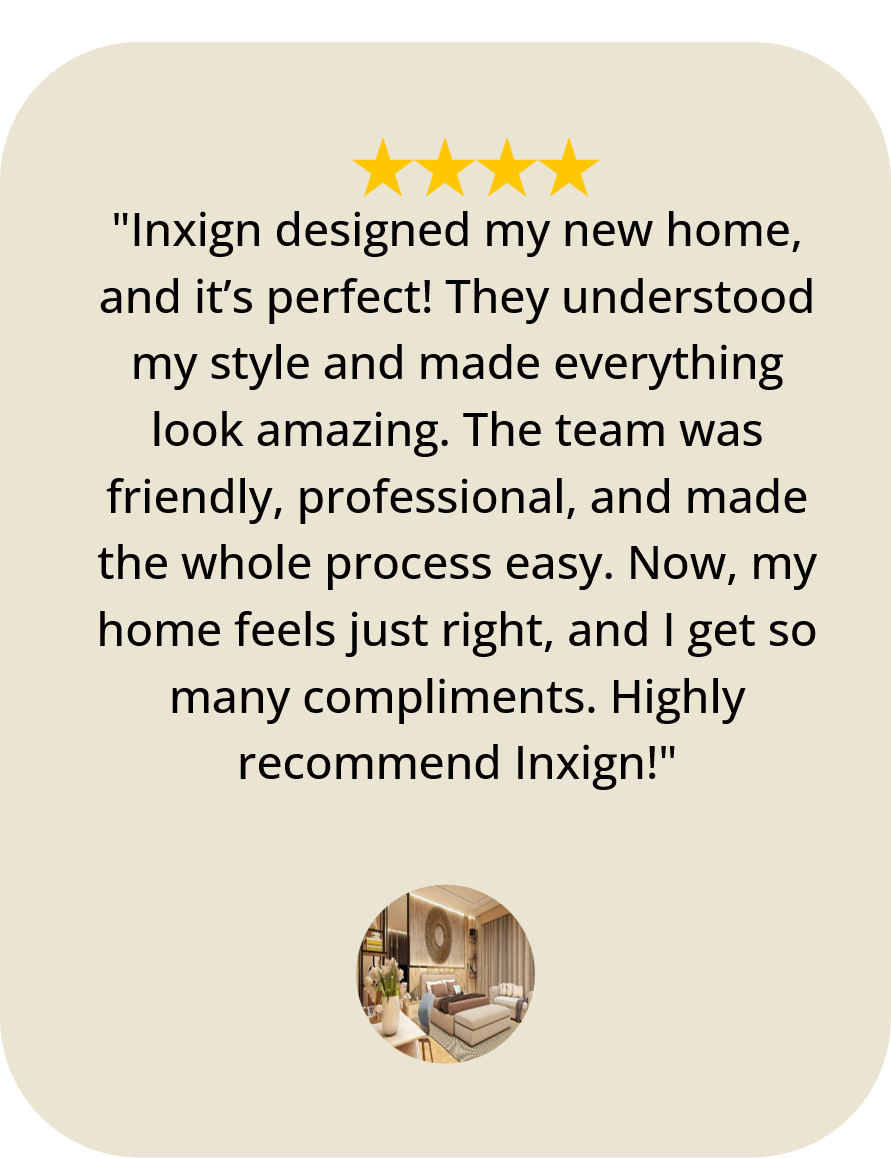 "Inxign designed my new home,
and it’s perfect! They understood
my style and made everything
look amazing. The team was
friendly, professional, and made
the whole process easy. Now, my
home feels just right, and I get so
many compliments. Highly
recommend Inxign!"